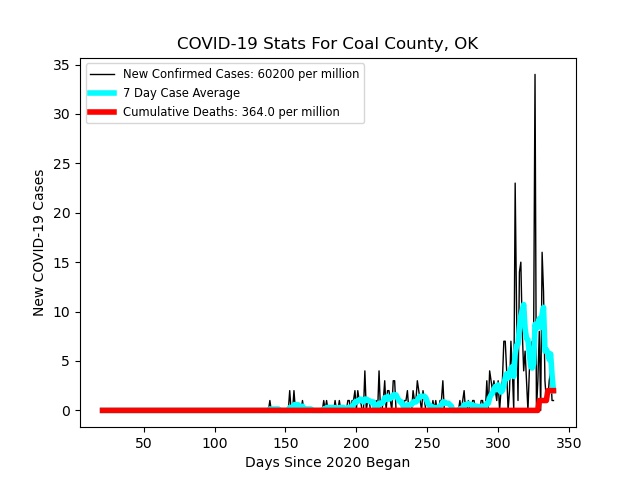 COVID-19 Stats For Coal County, OK
New Confirmed Cases: 60200 per million
7 Day Case Average
Cumulative Deaths: 364.0 per million
New COVID-19 Cases
35
30
25
20
15
10
5
0
50
100
150
200
250
300
350
Days Since 2020 Began